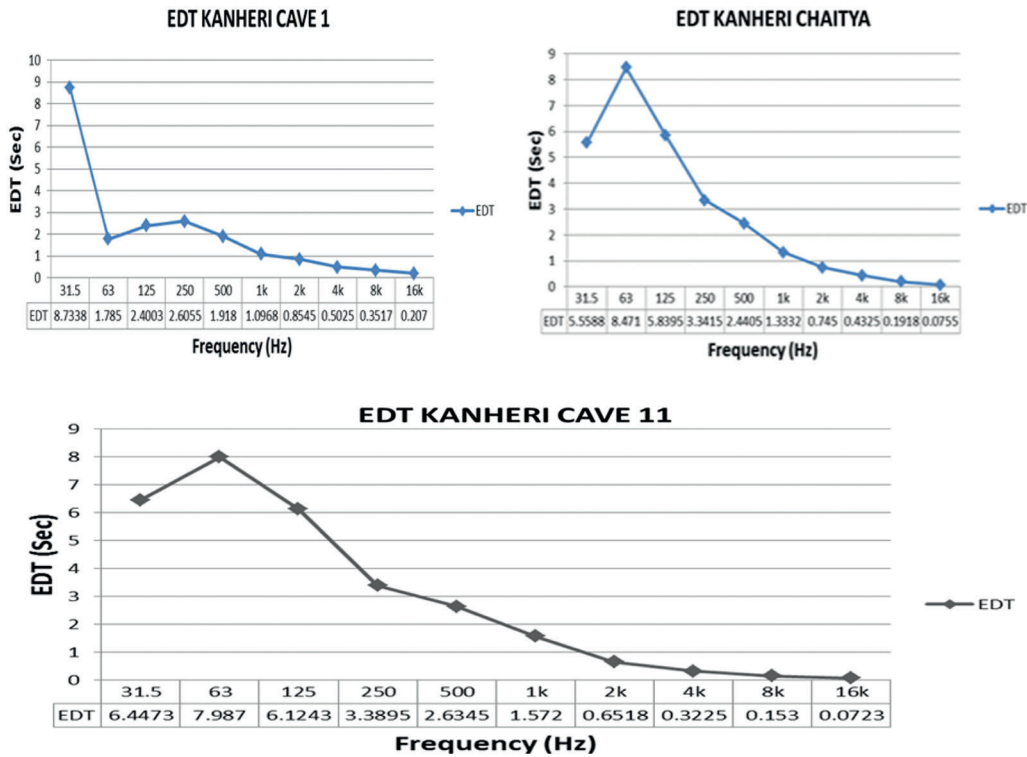 EDT KANHERI CAVE 1
10
9
8
7
6
5
4
3
2
1
0
EDT (Sec)
EDT
31.5 63 125 250 500 1k 2k 4k 8k 16k
EDT 8.7338 1.785 2.4003 2.6055 1.918 1.0968 0.8545 0.5025 0.3517 0.207
Frequency (Hz)
EDT KANHERI CHAITYA
9
8
7
6
5
4
3
2
1
0
EDT (Sec)
EDT
31.5 63 125 250 500 1k 2k 4k 8k 16k
EDT 5.5588 8.471 5.8395 3.3415 2.4405 1.3332 0.745 0.4325 0.1918 0.0755
Frequency (Hz)
EDT KANHERI CAVE 11
9
8
7
6
5
4
3
2
1
0
EDT (Sec)
EDT
31.5 63 125 250 500 1k 2k 4k 8k 16k
EDT 6.4473 7.987 6.1243 3.3895 2.6345 1.572 0.6518 0.3225 0.153 0.0723
Frequency (Hz)